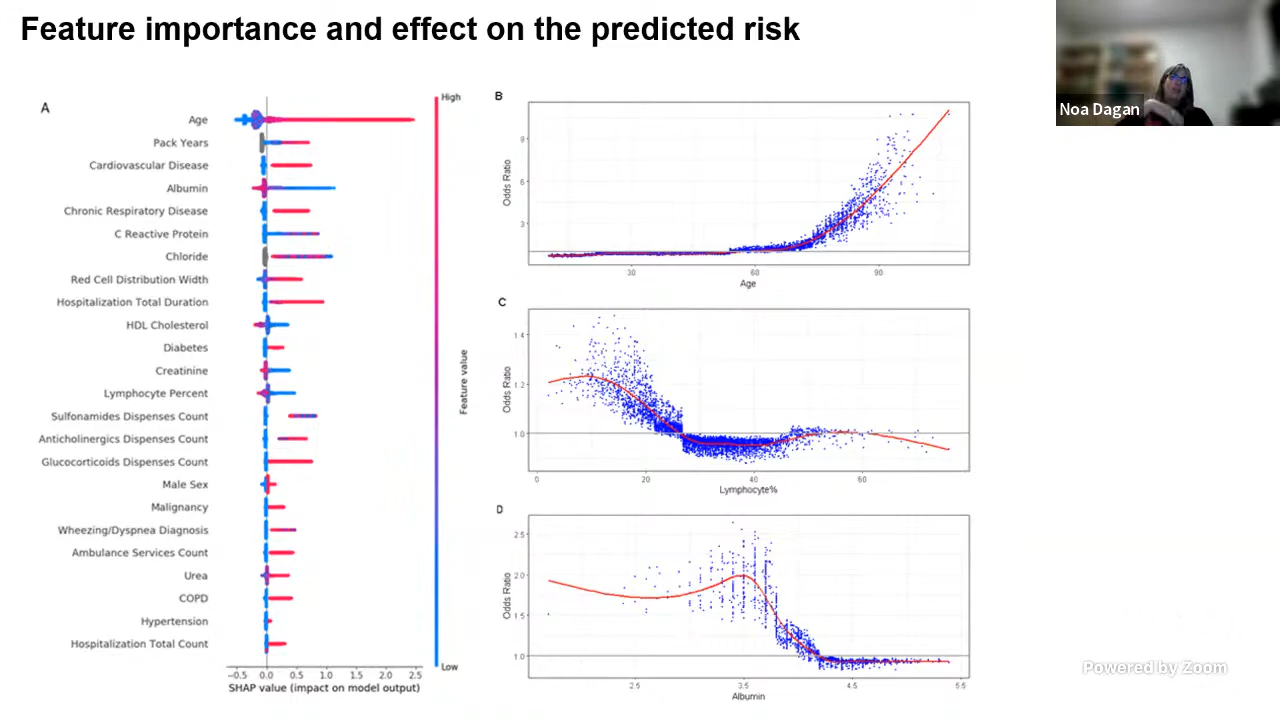 Feature importance and effect on the predicted risk
Noa Dagan
A
Age
Pack Years
Cardiovascular Disease
Albumin
Chronic Respiratory Disease
C Reactive Protein
Chloride
Red Cell Distribution Width
Hospitalization Total Duration
HDL Cholesterol
Diabetes
Creatinine
Lymphocyte Percent
Sulfonamides Dispenses Count
Anticholinergics Dispenses Count
Glucocorticoids Dispenses Count
Male Sex
Malignancy
Wheezing/Dyspnea Diagnosis
Ambulance Services Count
Urea
COPD
Hypertension
Hospitalization Total Count
−0.5 0.0 0.5 1.0 1.5 2.0 2.5
SHAP value (impact on model output)
High
Feature value
Low
B
Odds Ratio
9
6
3
30 60 90
Age
C
Odds Ratio
1.4
1.2
1.0
0 20 40 60
Lymphocyte%
D
Odds Ratio
2.5
2.0
1.5
1.0
2.5 3.5 4.5 5.5
Albumin
Powered by Zoom